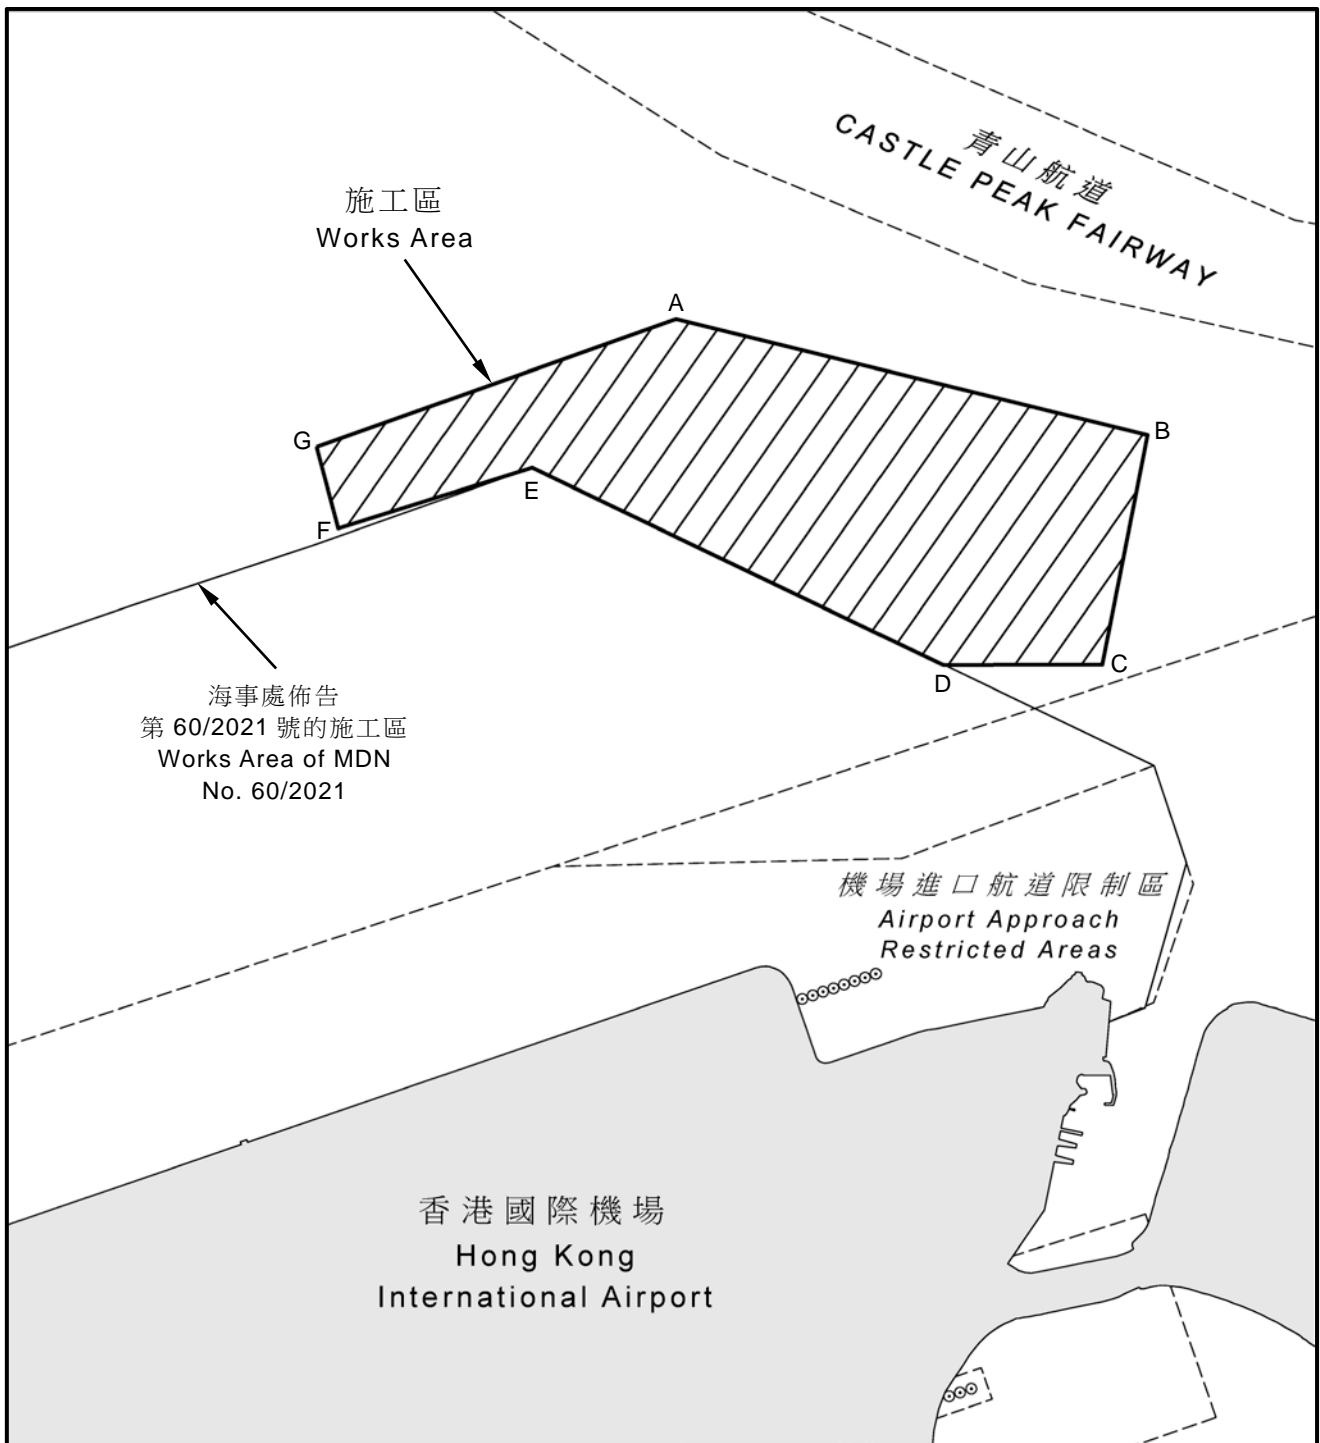 青山航道
CASTLE PEAK FAIRWAY
施工區
Works Area
A
B
G
E
F
C
D
海事處佈告
第 60/2021 號的施工區
Works Area of MDN
No. 60/2021
機場進口航道限制區
Airport Approach
Restricted Areas
香港國際機場
Hong Kong
International Airport